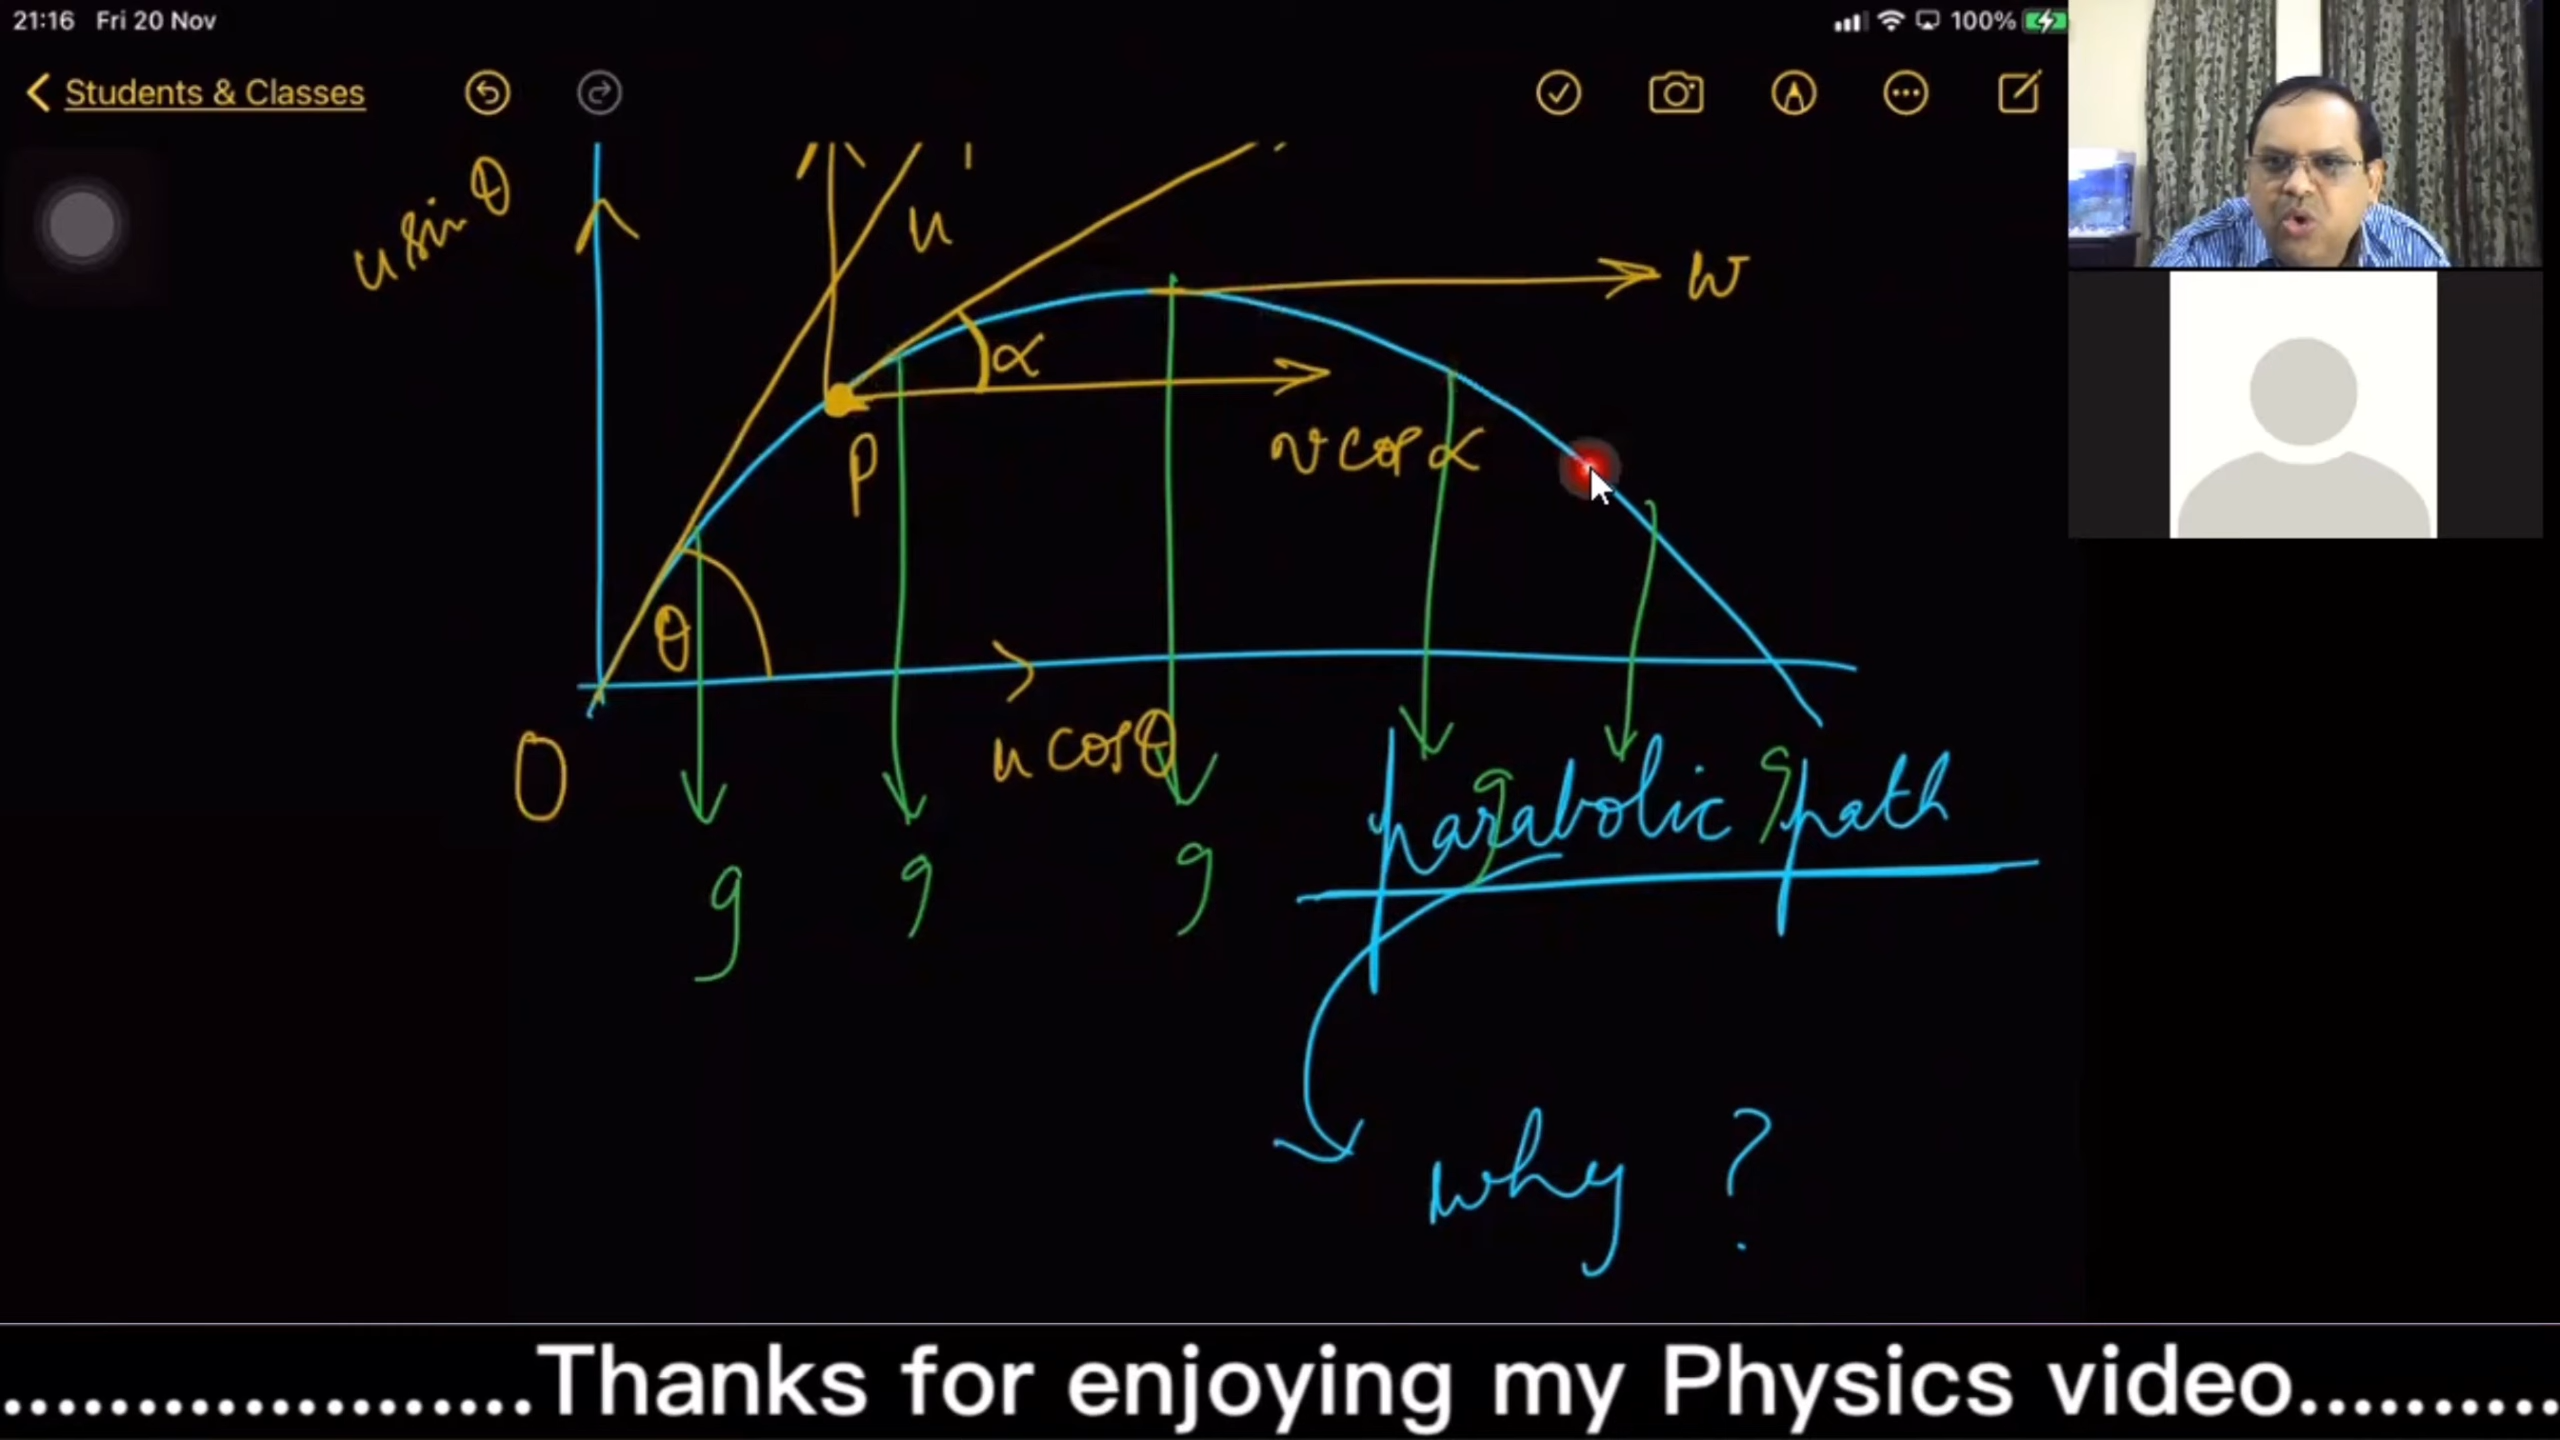 21:16 Fri 20 Nov
100%
Students & Classes
u sin θ
u
w
α
v cos α
P
θ
u cos θ
O
g g g g g
parabolic path
why ?
...................Thanks for enjoying my Physics video..........